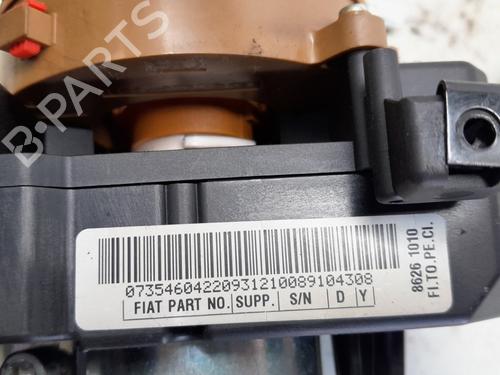 B-PARTS
07354604220931210089104308
FIAT PART NO. SUPP. S/N D Y
8626 1010
FI.TO.PE.CI.